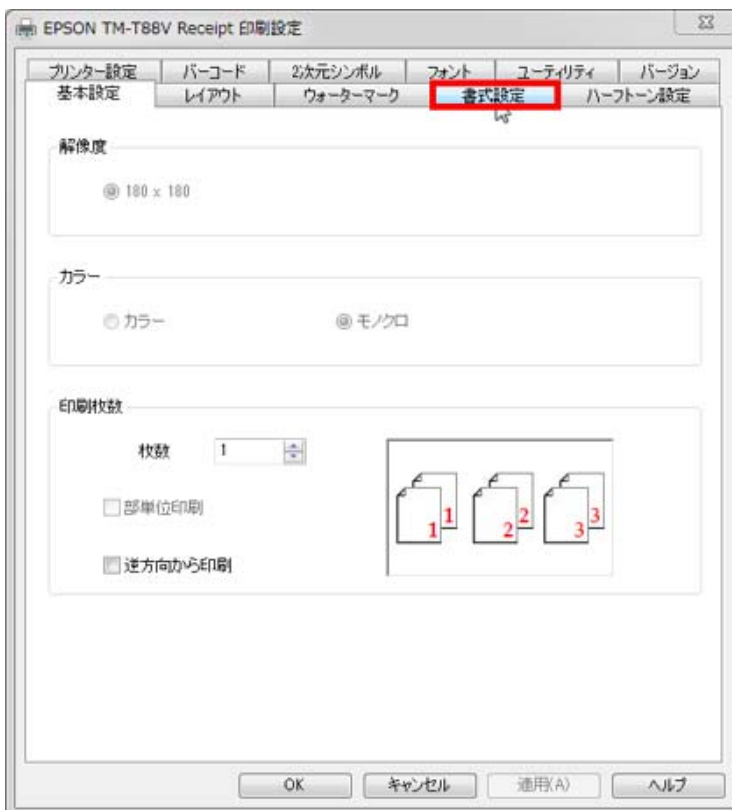 EPSON TM-T88V Receipt 印刷設定
プリンター設定 バーコード 2次元シンボル フォント ユーティリティ バージョン
基本設定 レイアウト ウォーターマーク 書式設定 ハーフトーン設定
解像度
180 x 180
カラー
カラー モノクロ
印刷枚数
枚数 1
部単位印刷
逆方向から印刷
1 1 2 2 3 3
OK キャンセル 適用(A) ヘルプ